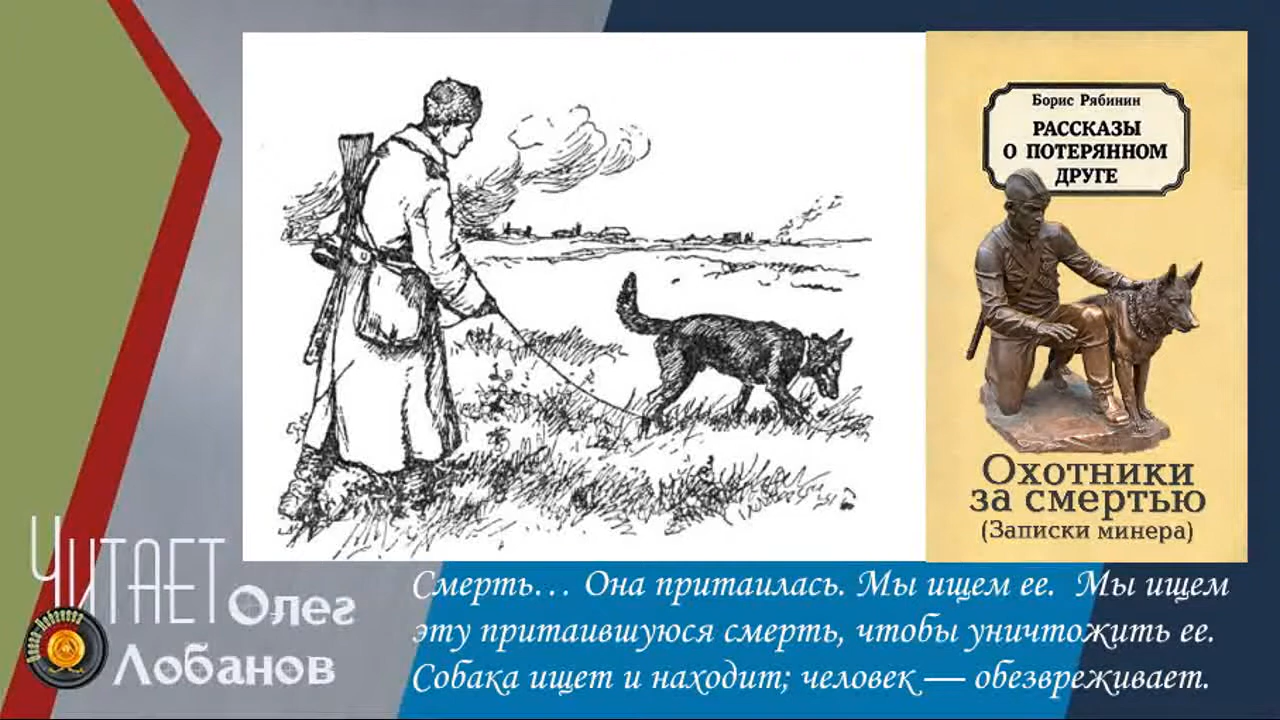 Борис Рябинин
РАССКАЗЫ
О ПОТЕРЯННОМ
ДРУГЕ
Охотники
за смертью
(Записки минера)
Читает
Олег
Лобанов
Смерть… Она притаилась. Мы ищем ее. Мы ищем
эту притаившуюся смерть, чтобы уничтожить ее.
Собака ищет и находит; человек — обезвреживает.